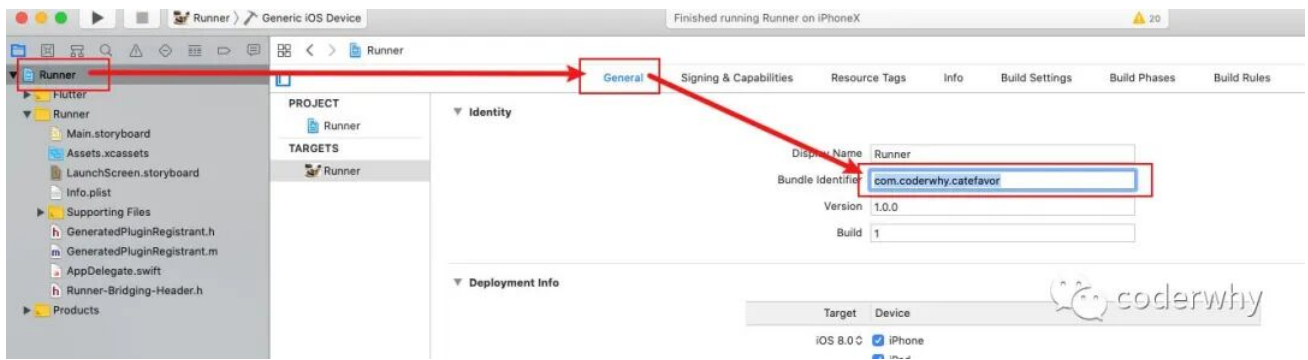 Runner Generic iOS Device
Finished running Runner on iPhoneX
20
Runner
Runner
Flutter
Runner
Main.storyboard
Assets.xcassets
LaunchScreen.storyboard
Info.plist
Supporting Files
GeneratedPluginRegistrant.h
GeneratedPluginRegistrant.m
AppDelegate.swift
Runner-Bridging-Header.h
Products
General Signing & Capabilities Resource Tags Info Build Settings Build Phases Build Rules
PROJECT
Runner
TARGETS
Runner
Identity
Display Name Runner
Bundle Identifier com.coderwhy.catefavor
Version 1.0.0
Build 1
Deployment Info
Target Device
iOS 8.0 iPhone
iPad
coderwhy